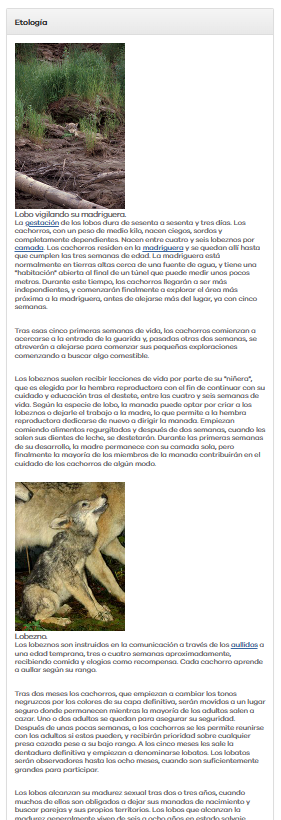 Etología
Lobo vigilando su madriguera.
La gestación de los lobos dura de sesenta a sesenta y tres días. Los
cachorros, con un peso de medio kilo, nacen ciegos, sordos y
completamente dependientes. Nacen entre cuatro y seis lobeznos por
camada. Los cachorros residen en la madriguera y se quedan allí hasta
que cumplen las tres semanas de edad. La madriguera está
normalmente en tierras altas cerca de una fuente de agua, y tiene una
"habitación" abierta al final de un túnel que puede medir unos pocos
metros. Durante este tiempo, los cachorros llegarán a ser más
independientes, y comenzarán finalmente a explorar el área más
próxima a la madriguera, antes de alejarse más del lugar, ya con cinco
semanas.
Tras esas cinco primeras semanas de vida, los cachorros comienzan a
acercarse a la entrada de la guarida y, pasadas otras dos semanas, se
atreverán a alejarse para comenzar sus pequeñas exploraciones
comenzando a buscar algo comestible.
Los lobeznos suelen recibir lecciones de vida por parte de su "niñera",
que es elegida por la hembra reproductora con el fin de continuar con su
cuidado y educación tras el destete, entre las cuatro y seis semanas de
vida. Según la especie de lobo, la manada puede optar por criar a los
lobeznos o dejarle el trabajo a la madre, lo que permite a la hembra
reproductora dedicarse de nuevo a dirigir la manada. Empiezan
comiendo alimentos regurgitados y después de dos semanas, cuando les
salen sus dientes de leche, se destetarán. Durante las primeras semanas
de su desarrollo, la madre permanece con su camada sola, pero
finalmente la mayoría de los miembros de la manada contribuirán en el
cuidado de los cachorros de algún modo.
Lobezno.
Los lobeznos son instruidos en la comunicación a través de los aullidos a
una edad temprana, tres o cuatro semanas aproximadamente,
recibiendo comida y elogios como recompensa. Cada cachorro aprende
a aullar según su rango.
Tras dos meses los cachorros, que empiezan a cambiar los tonos
negruzcos por los colores de su capa definitiva, serán movidos a un lugar
seguro donde permanecen mientras la mayoría de los adultos salen a
cazar. Uno o dos adultos se quedan para asegurar su seguridad.
Después de unas pocas semanas, a los cachorros se les permite reunirse
con los adultos si estos pueden, y recibirán prioridad sobre cualquier
presa cazada pese a su bajo rango. A los cinco meses les sale la
dentadura definitiva y empiezan a denominarse lobatos. Los lobatos
serán observadores hasta los ocho meses, cuando son suficientemente
grandes para participar.
Los lobos alcanzan su madurez sexual tras dos o tres años, cuando
muchos de ellos son obligados a dejar sus manadas de nacimiento y
buscar parejas y sus propios territorios. Los lobos que alcanzan la
madurez generalmente viven de seis a ocho años en estado salvaje,